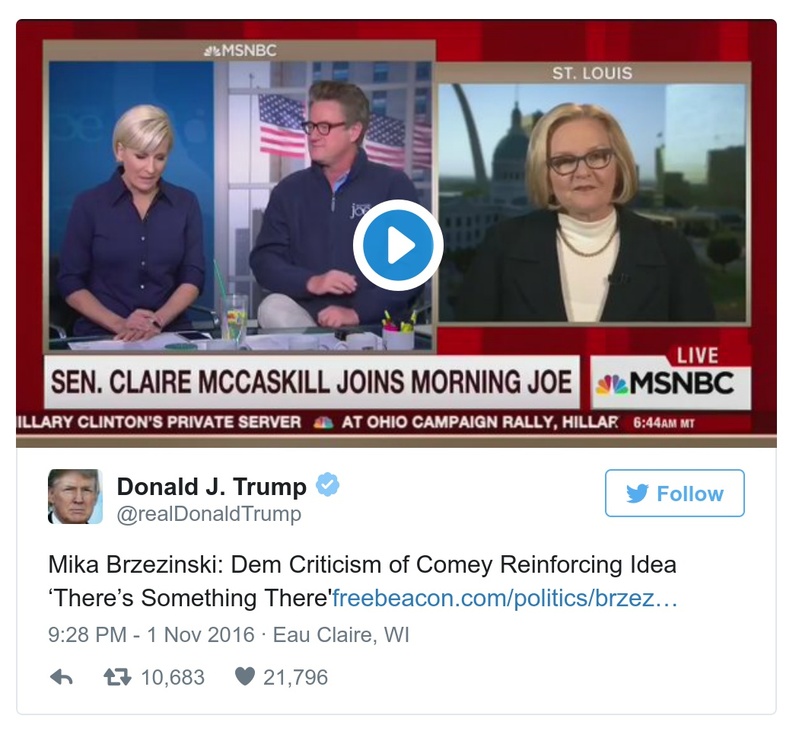 MSNBC
ST. LOUIS
joe
LIVE
SEN. CLAIRE MCCASKILL JOINS MORNING JOE
MSNBC
ILLARY CLINTON'S PRIVATE SERVER AT OHIO CAMPAIGN RALLY, HILLAR 6:44AM MT
Donald J. Trump
@realDonaldTrump
Follow
Mika Brzezinski: Dem Criticism of Comey Reinforcing Idea
‘There’s Something There'freebeacon.com/politics/brzez…
9:28 PM - 1 Nov 2016 · Eau Claire, WI
10,683 21,796